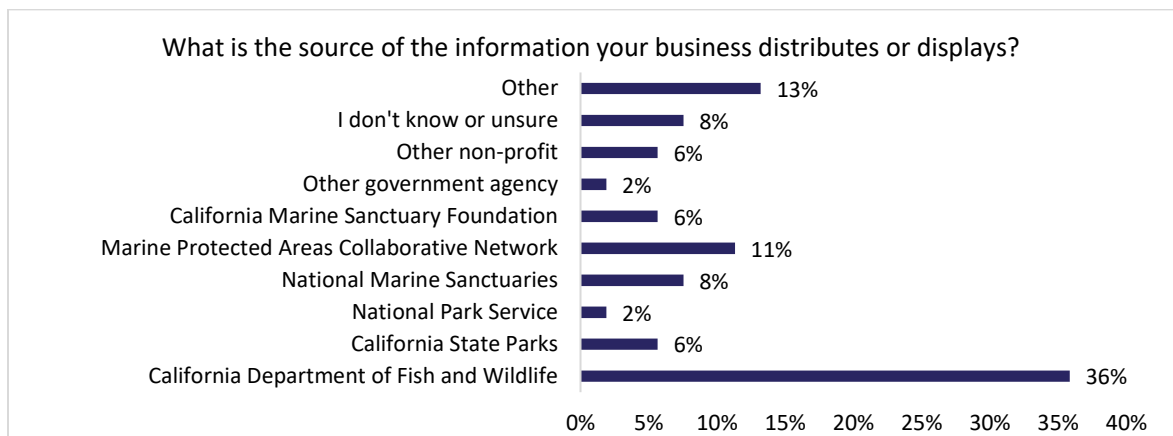 What is the source of the information your business distributes or displays?
Other 13%
I don't know or unsure 8%
Other non-profit 6%
Other government agency 2%
California Marine Sanctuary Foundation 6%
Marine Protected Areas Collaborative Network 11%
National Marine Sanctuaries 8%
National Park Service 2%
California State Parks 6%
California Department of Fish and Wildlife 36%
0% 5% 10% 15% 20% 25% 30% 35% 40%